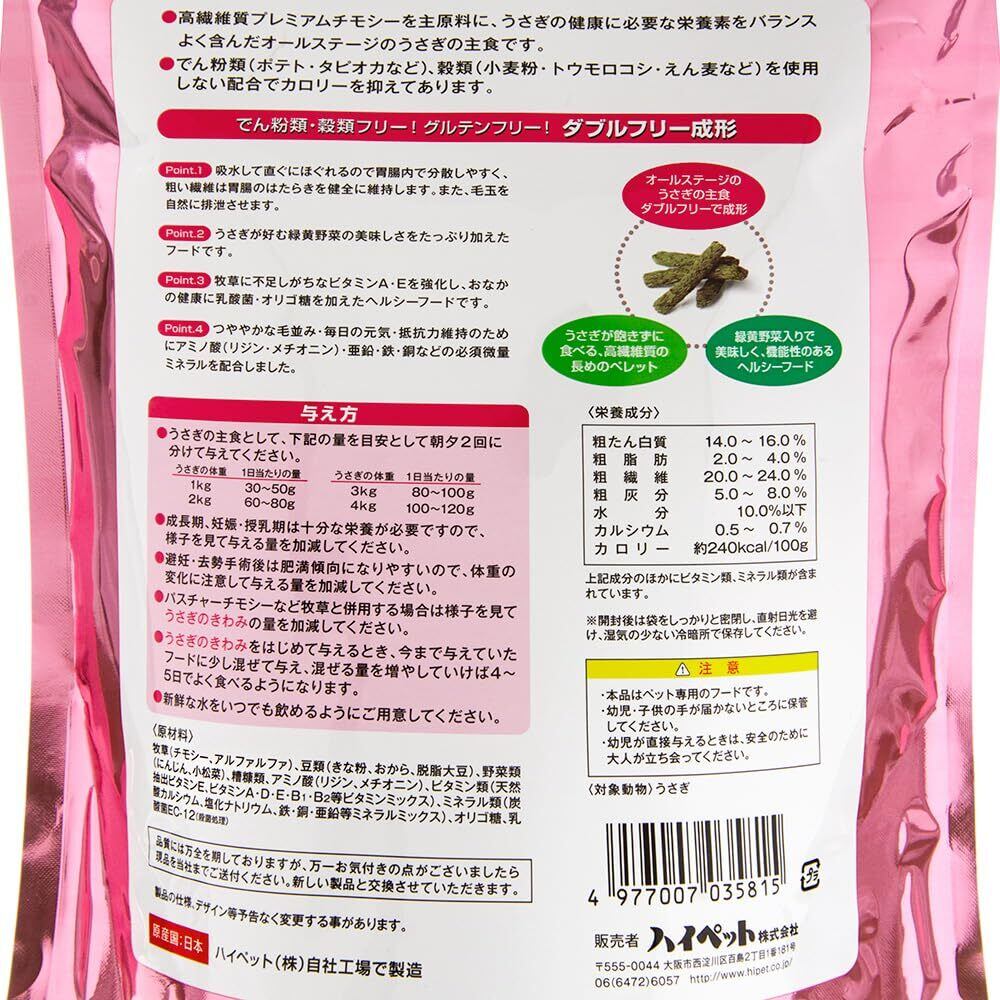 ●高繊維質プレミアムチモシーを主原料に、うさぎの健康に必要な栄養素をバランス
よく含んだオールステージのうさぎの主食です。
●でん粉類(ポテト・タピオカなど)、穀類(小麦粉・トウモロコシ・えん麦など)を使用
しない配合でカロリーを抑えてあります。
でん粉類・穀類フリー！グルテンフリー！ ダブルフリー成形
Point.1 吸水して直ぐにほぐれるので胃腸内で分散しやすく、
粗い繊維は胃腸のはたらきを健全に維持します。また、毛玉を
自然に排泄させます。
Point.2 うさぎが好む緑黄野菜の美味しさをたっぷり加えた
フードです。
Point.3 牧草に不足しがちなビタミンA・Eを強化し、おなか
の健康に乳酸菌・オリゴ糖を加えたヘルシーフードです。
Point.4 つややかな毛並み・毎日の元気・抵抗力維持のため
にアミノ酸(リジン・メチオニン)・亜鉛・鉄・銅などの必須微量
ミネラルを配合しました。
オールステージの
うさぎの主食
ダブルフリーで成形
うさぎが飽きずに
食べる、高繊維質の
長めのペレット
緑黄野菜入りで
美味しく、機能性のある
ヘルシーフード
与え方
●うさぎの主食として、下記の量を目安として朝夕2回に
分けて与えてください。
うさぎの体重 1日当たりの量 うさぎの体重 1日当たりの量
1kg 30〜50g 3kg 80〜100g
2kg 60〜80g 4kg 100〜120g
●成長期、妊娠・授乳期は十分な栄養が必要ですので、
様子を見て与える量を加減してください。
●避妊・去勢手術後は肥満傾向になりやすいので、体重の
変化に注意して与える量を加減してください。
●パスチャーチモシーなど牧草と併用する場合は様子を見て
うさぎのきわみの量を加減してください。
●うさぎのきわみをはじめて与えるとき、今まで与えていた
フードに少し混ぜて与え、混ぜる量を増やしていけば4〜
5日でよく食べるようになります。
●新鮮な水をいつでも飲めるようにご用意してください。
〈原材料〉
牧草(チモシー、アルファルファ)、豆類(きな粉、おから、脱脂大豆)、野菜類
(にんじん、小松菜)、糟糠類、アミノ酸(リジン、メチオニン)、ビタミン類(天然
抽出ビタミンE、ビタミンA・D・E・B1・B2等ビタミンミックス)、ミネラル類(炭
酸カルシウム、塩化ナトリウム、鉄・銅・亜鉛等ミネラルミックス)、オリゴ糖、乳
酸菌EC-12(殺菌処理)
品質には万全を期しておりますが、万一お気付きの点がございましたら
現品を当社までご送付ください。新しい製品と交換させていただきます。
製品の仕様、デザイン等予告なく変更する事があります。
原産国:日本 ハイペット(株)自社工場で製造
〈栄養成分〉
粗たん白質 14.0〜16.0%
粗脂肪 2.0〜4.0%
粗繊維 20.0〜24.0%
粗灰分 5.0〜8.0%
水分 10.0%以下
カルシウム 0.5〜0.7%
カロリー 約240kcal/100g
上記成分のほかにビタミン類、ミネラル類が含ま
れています。
※開封後は袋をしっかりと密閉し、直射日光を避
け、湿気の少ない冷暗所で保存してください。
⚠ 注意
・本品はペット専用のフードです。
・幼児・子供の手が届かないところに保管
してください。
・幼児が直接与えるときは、安全のために
大人が立ち会ってください。
〈対象動物〉うさぎ
4 977007 035815
プラ
販売者 ハイペット株式会社
〒555-0044 大阪市西淀川区百島2丁目1番181号
06(6472)6057 http://www.hipet.co.jp/